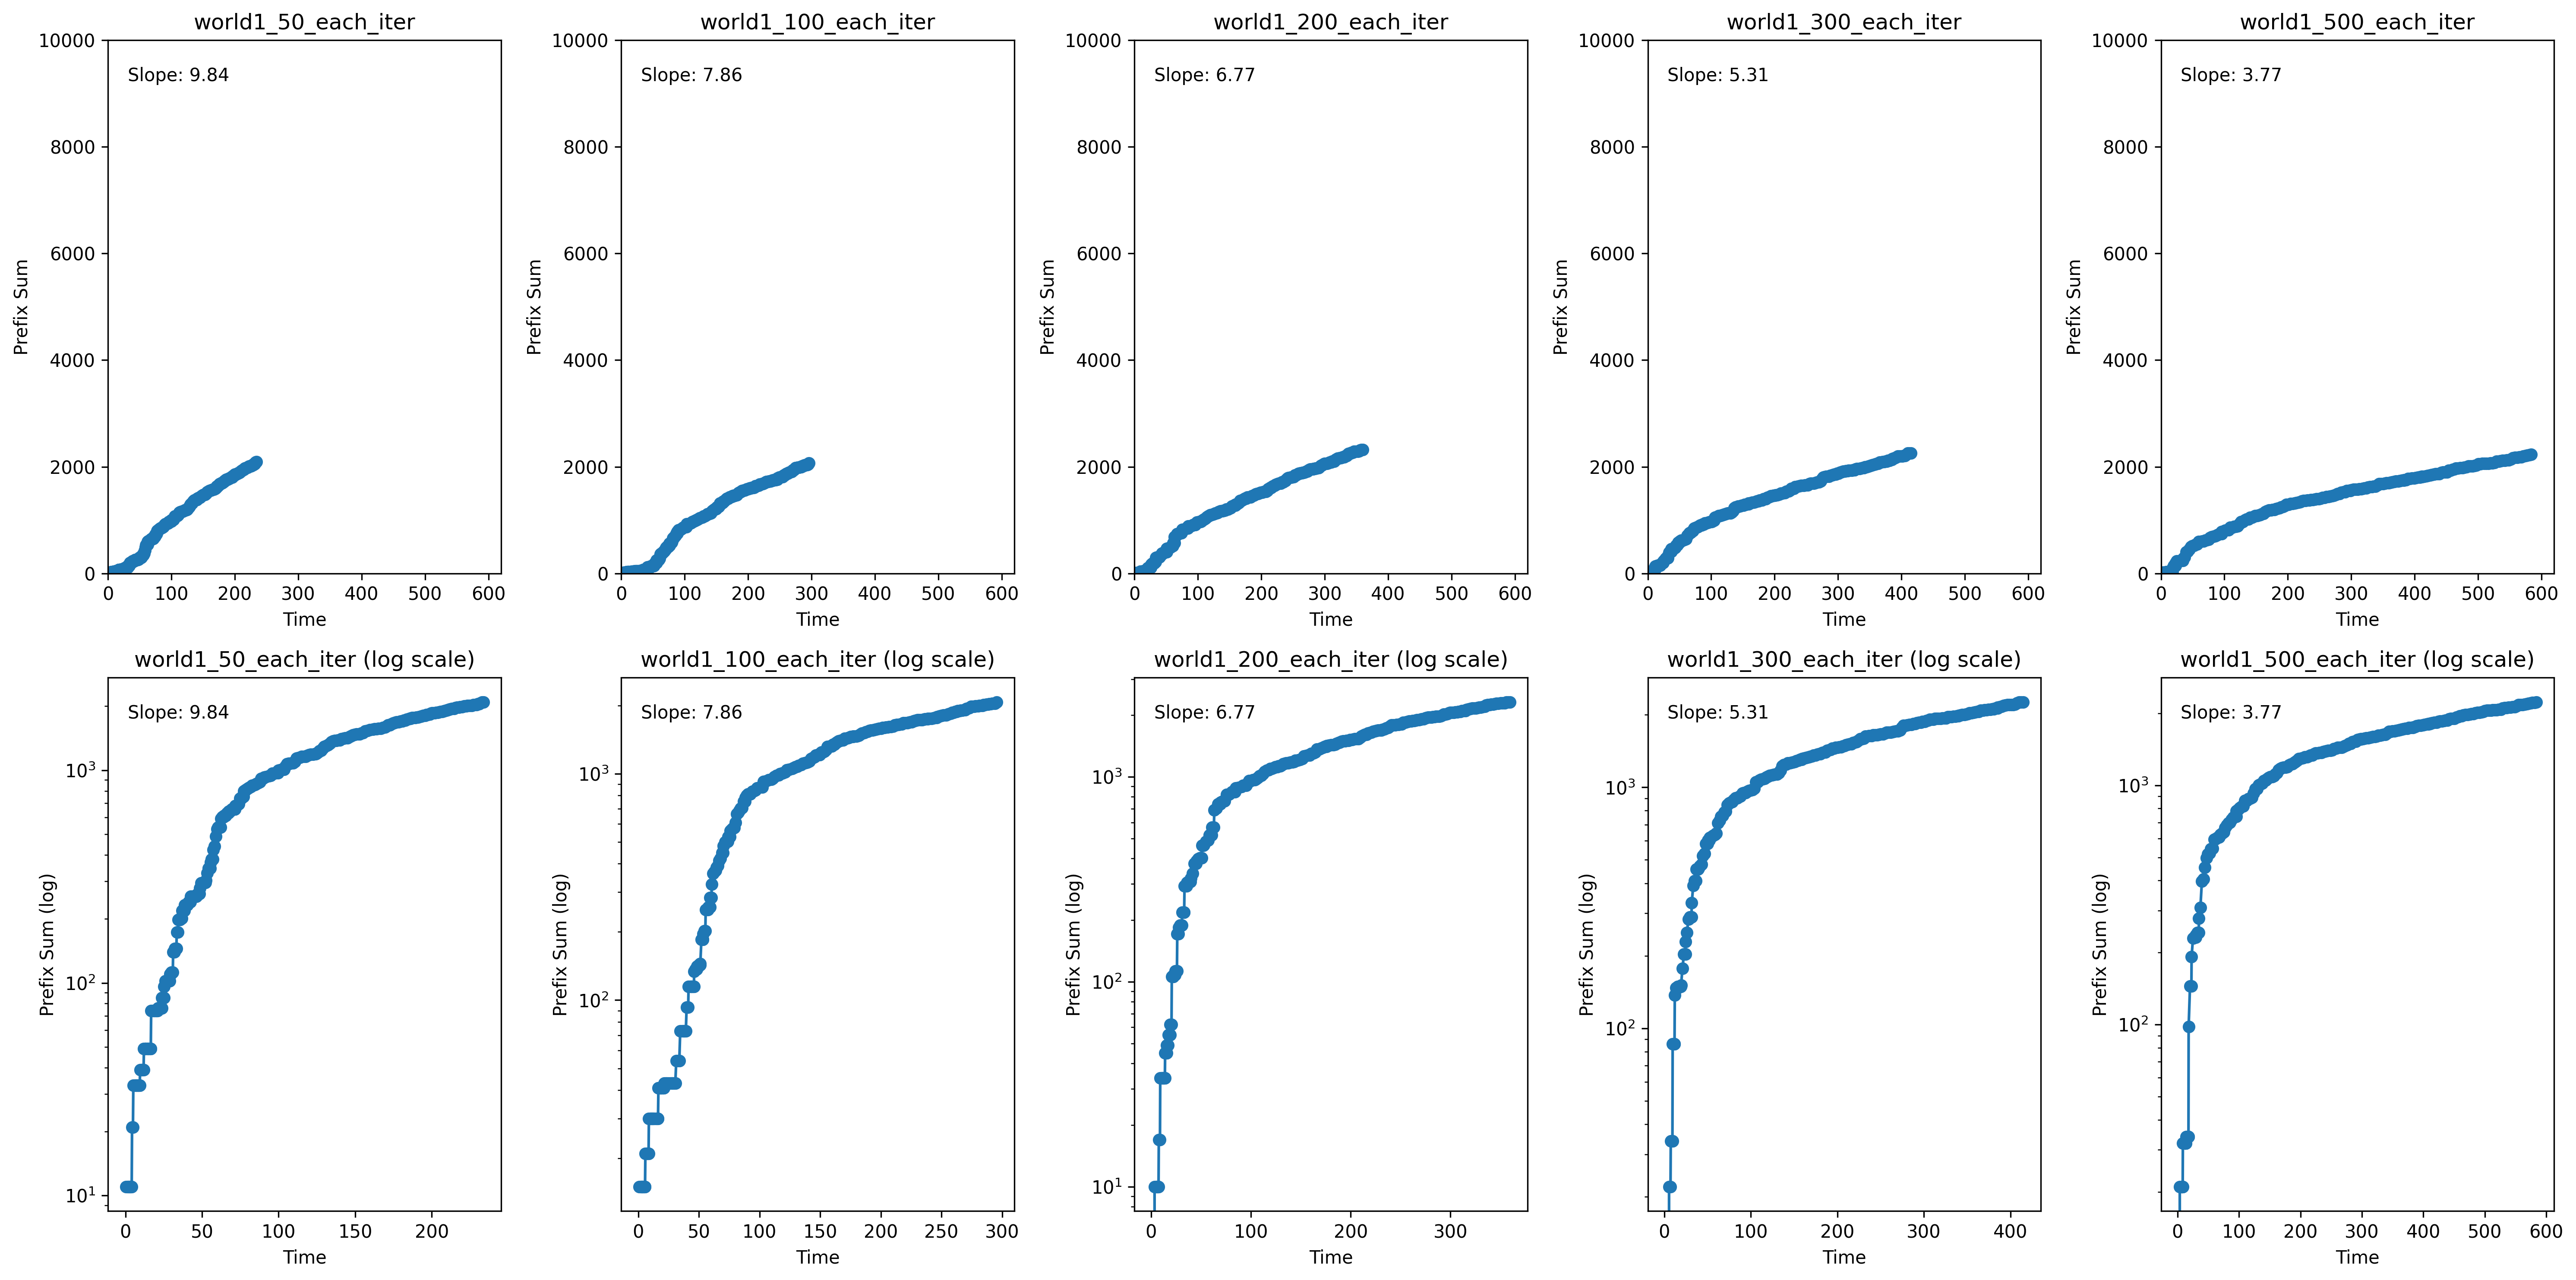 world1_50_each_iter
10000
8000
6000
4000
2000
0
Slope: 9.84
Prefix Sum
0 100 200 300 400 500 600
Time
world1_100_each_iter
10000
8000
6000
4000
2000
0
Slope: 7.86
Prefix Sum
0 100 200 300 400 500 600
Time
world1_200_each_iter
10000
8000
6000
4000
2000
0
Slope: 6.77
Prefix Sum
0 100 200 300 400 500 600
Time
world1_300_each_iter
10000
8000
6000
4000
2000
0
Slope: 5.31
Prefix Sum
0 100 200 300 400 500 600
Time
world1_500_each_iter
10000
8000
6000
4000
2000
0
Slope: 3.77
Prefix Sum
0 100 200 300 400 500 600
Time
world1_50_each_iter (log scale)
Slope: 9.84
10³
10²
10¹
Prefix Sum (log)
0 50 100 150 200
Time
world1_100_each_iter (log scale)
Slope: 7.86
10³
10²
Prefix Sum (log)
0 50 100 150 200 250 300
Time
world1_200_each_iter (log scale)
Slope: 6.77
10³
10²
10¹
Prefix Sum (log)
0 100 200 300
Time
world1_300_each_iter (log scale)
Slope: 5.31
10³
10²
Prefix Sum (log)
0 100 200 300 400
Time
world1_500_each_iter (log scale)
Slope: 3.77
10³
10²
Prefix Sum (log)
0 100 200 300 400 500 600
Time